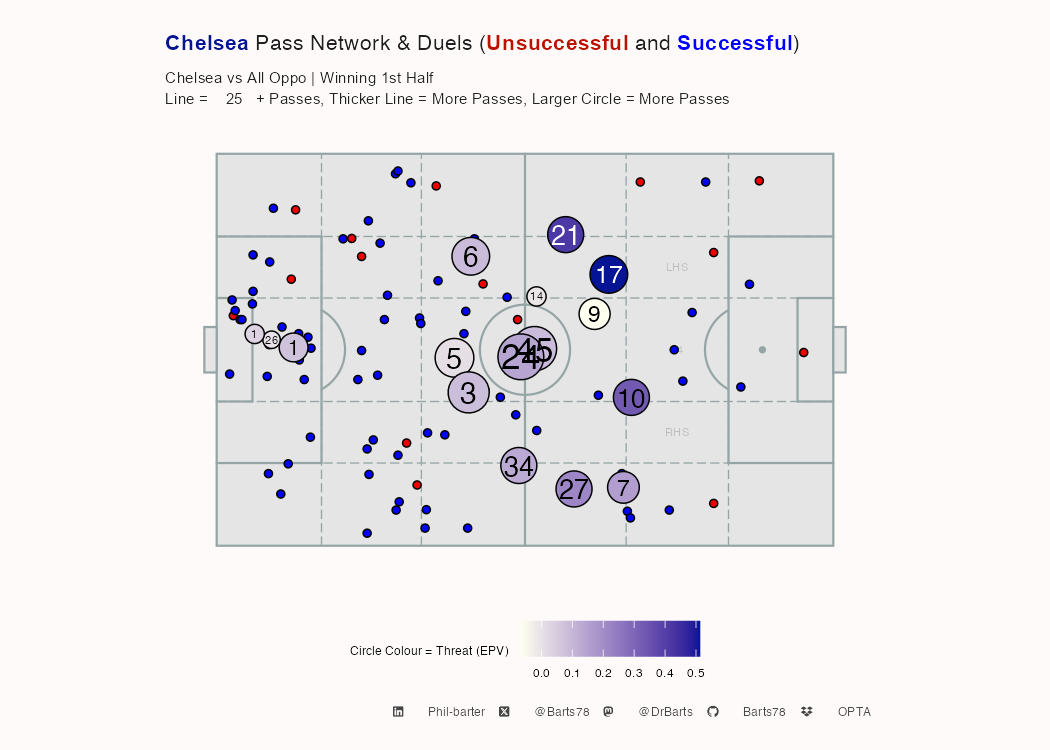 Chelsea Pass Network & Duels (Unsuccessful and Successful)
Chelsea vs All Oppo | Winning 1st Half
Line = 25 + Passes, Thicker Line = More Passes, Larger Circle = More Passes
21
6
17
LHS
14
9
1
26
1
5
24
45
3
10
RHS
34
27
7
Circle Colour = Threat (EPV)
0.0 0.1 0.2 0.3 0.4 0.5
Phil-barter @Barts78 @DrBarts Barts78 OPTA